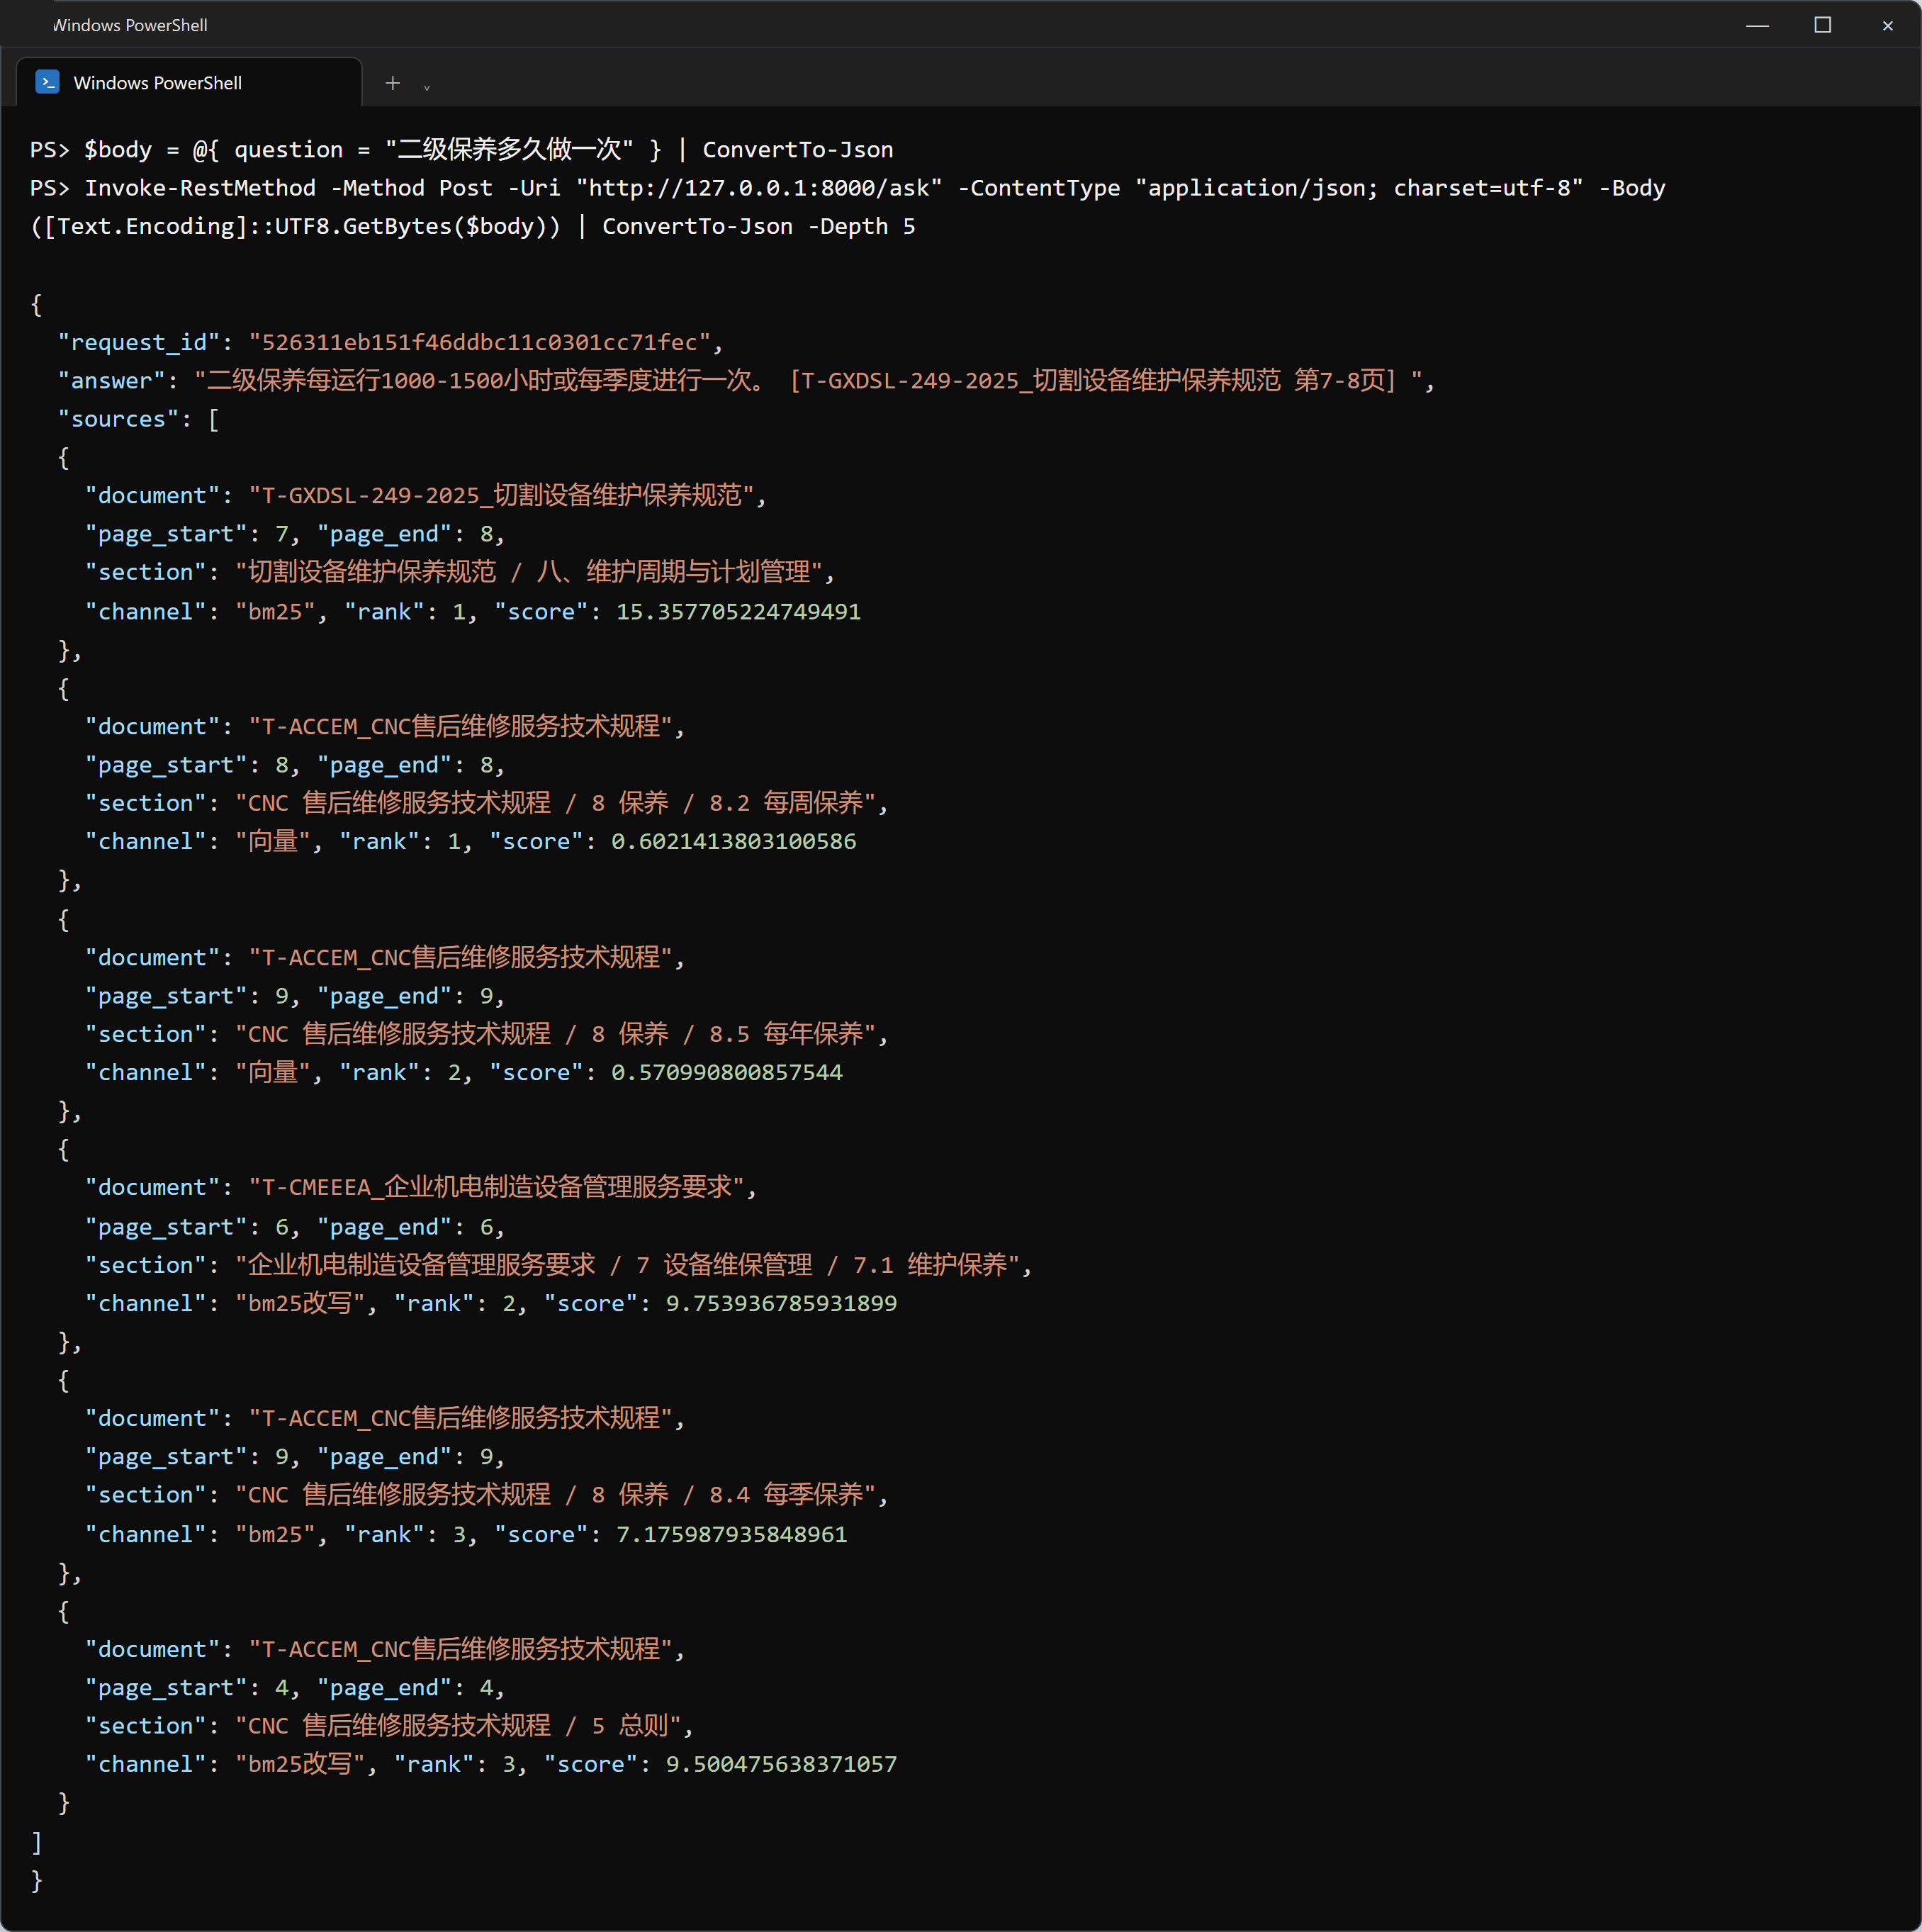 Windows PowerShell
Windows PowerShell
PS> $body = @{ question = "二级保养多久做一次" } | ConvertTo-Json
PS> Invoke-RestMethod -Method Post -Uri "http://127.0.0.1:8000/ask" -ContentType "application/json; charset=utf-8" -Body
([Text.Encoding]::UTF8.GetBytes($body)) | ConvertTo-Json -Depth 5
{
"request_id": "526311eb151f46ddbc11c0301cc71fec",
"answer": "二级保养每运行1000-1500小时或每季度进行一次。 [T-GXDSL-249-2025_切割设备维护保养规范 第7-8页] ",
"sources": [
{
"document": "T-GXDSL-249-2025_切割设备维护保养规范",
"page_start": 7, "page_end": 8,
"section": "切割设备维护保养规范 / 八、维护周期与计划管理",
"channel": "bm25", "rank": 1, "score": 15.357705224749491
},
{
"document": "T-ACCEM_CNC售后维修服务技术规程",
"page_start": 8, "page_end": 8,
"section": "CNC 售后维修服务技术规程 / 8 保养 / 8.2 每周保养",
"channel": "向量", "rank": 1, "score": 0.6021413803100586
},
{
"document": "T-ACCEM_CNC售后维修服务技术规程",
"page_start": 9, "page_end": 9,
"section": "CNC 售后维修服务技术规程 / 8 保养 / 8.5 每年保养",
"channel": "向量", "rank": 2, "score": 0.570990800857544
},
{
"document": "T-CMEEEA_企业机电制造设备管理服务要求",
"page_start": 6, "page_end": 6,
"section": "企业机电制造设备管理服务要求 / 7 设备维保管理 / 7.1 维护保养",
"channel": "bm25改写", "rank": 2, "score": 9.753936785931899
},
{
"document": "T-ACCEM_CNC售后维修服务技术规程",
"page_start": 9, "page_end": 9,
"section": "CNC 售后维修服务技术规程 / 8 保养 / 8.4 每季保养",
"channel": "bm25", "rank": 3, "score": 7.175987935848961
},
{
"document": "T-ACCEM_CNC售后维修服务技术规程",
"page_start": 4, "page_end": 4,
"section": "CNC 售后维修服务技术规程 / 5 总则",
"channel": "bm25改写", "rank": 3, "score": 9.500475638371057
}
]
}